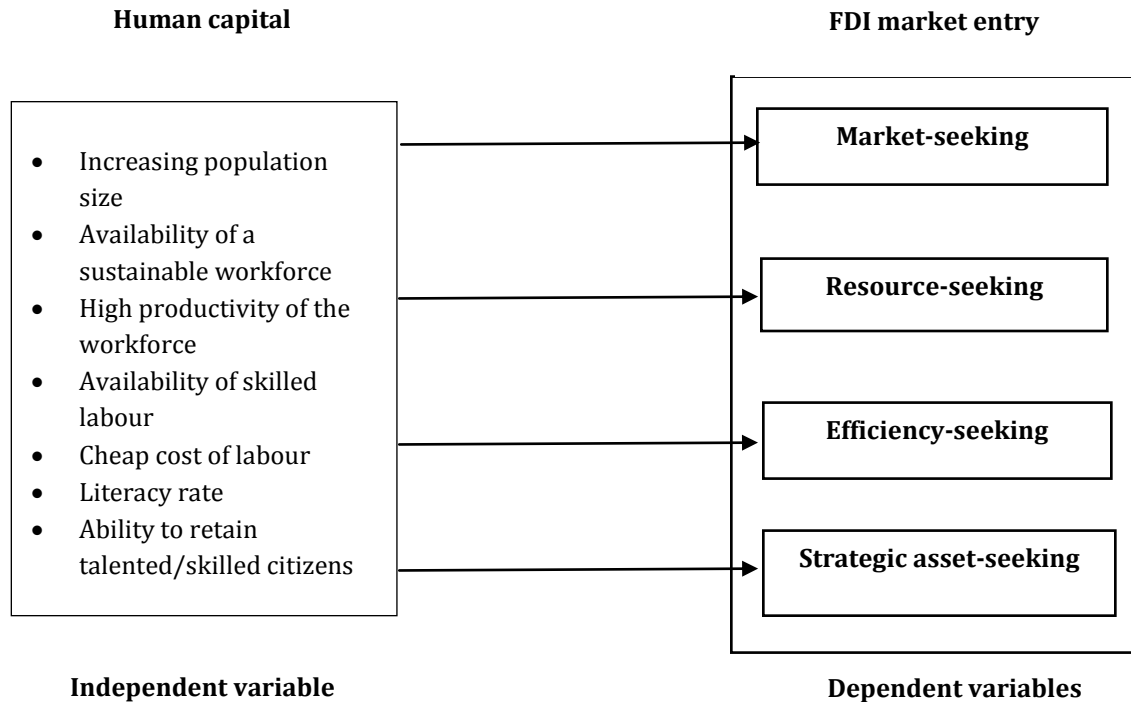 Human capital
FDI market entry
• Increasing population
size
• Availability of a
sustainable workforce
• High productivity of the
workforce
• Availability of skilled
labour
• Cheap cost of labour
• Literacy rate
• Ability to retain
talented/skilled citizens
Market-seeking
Resource-seeking
Efficiency-seeking
Strategic asset-seeking
Independent variable
Dependent variables